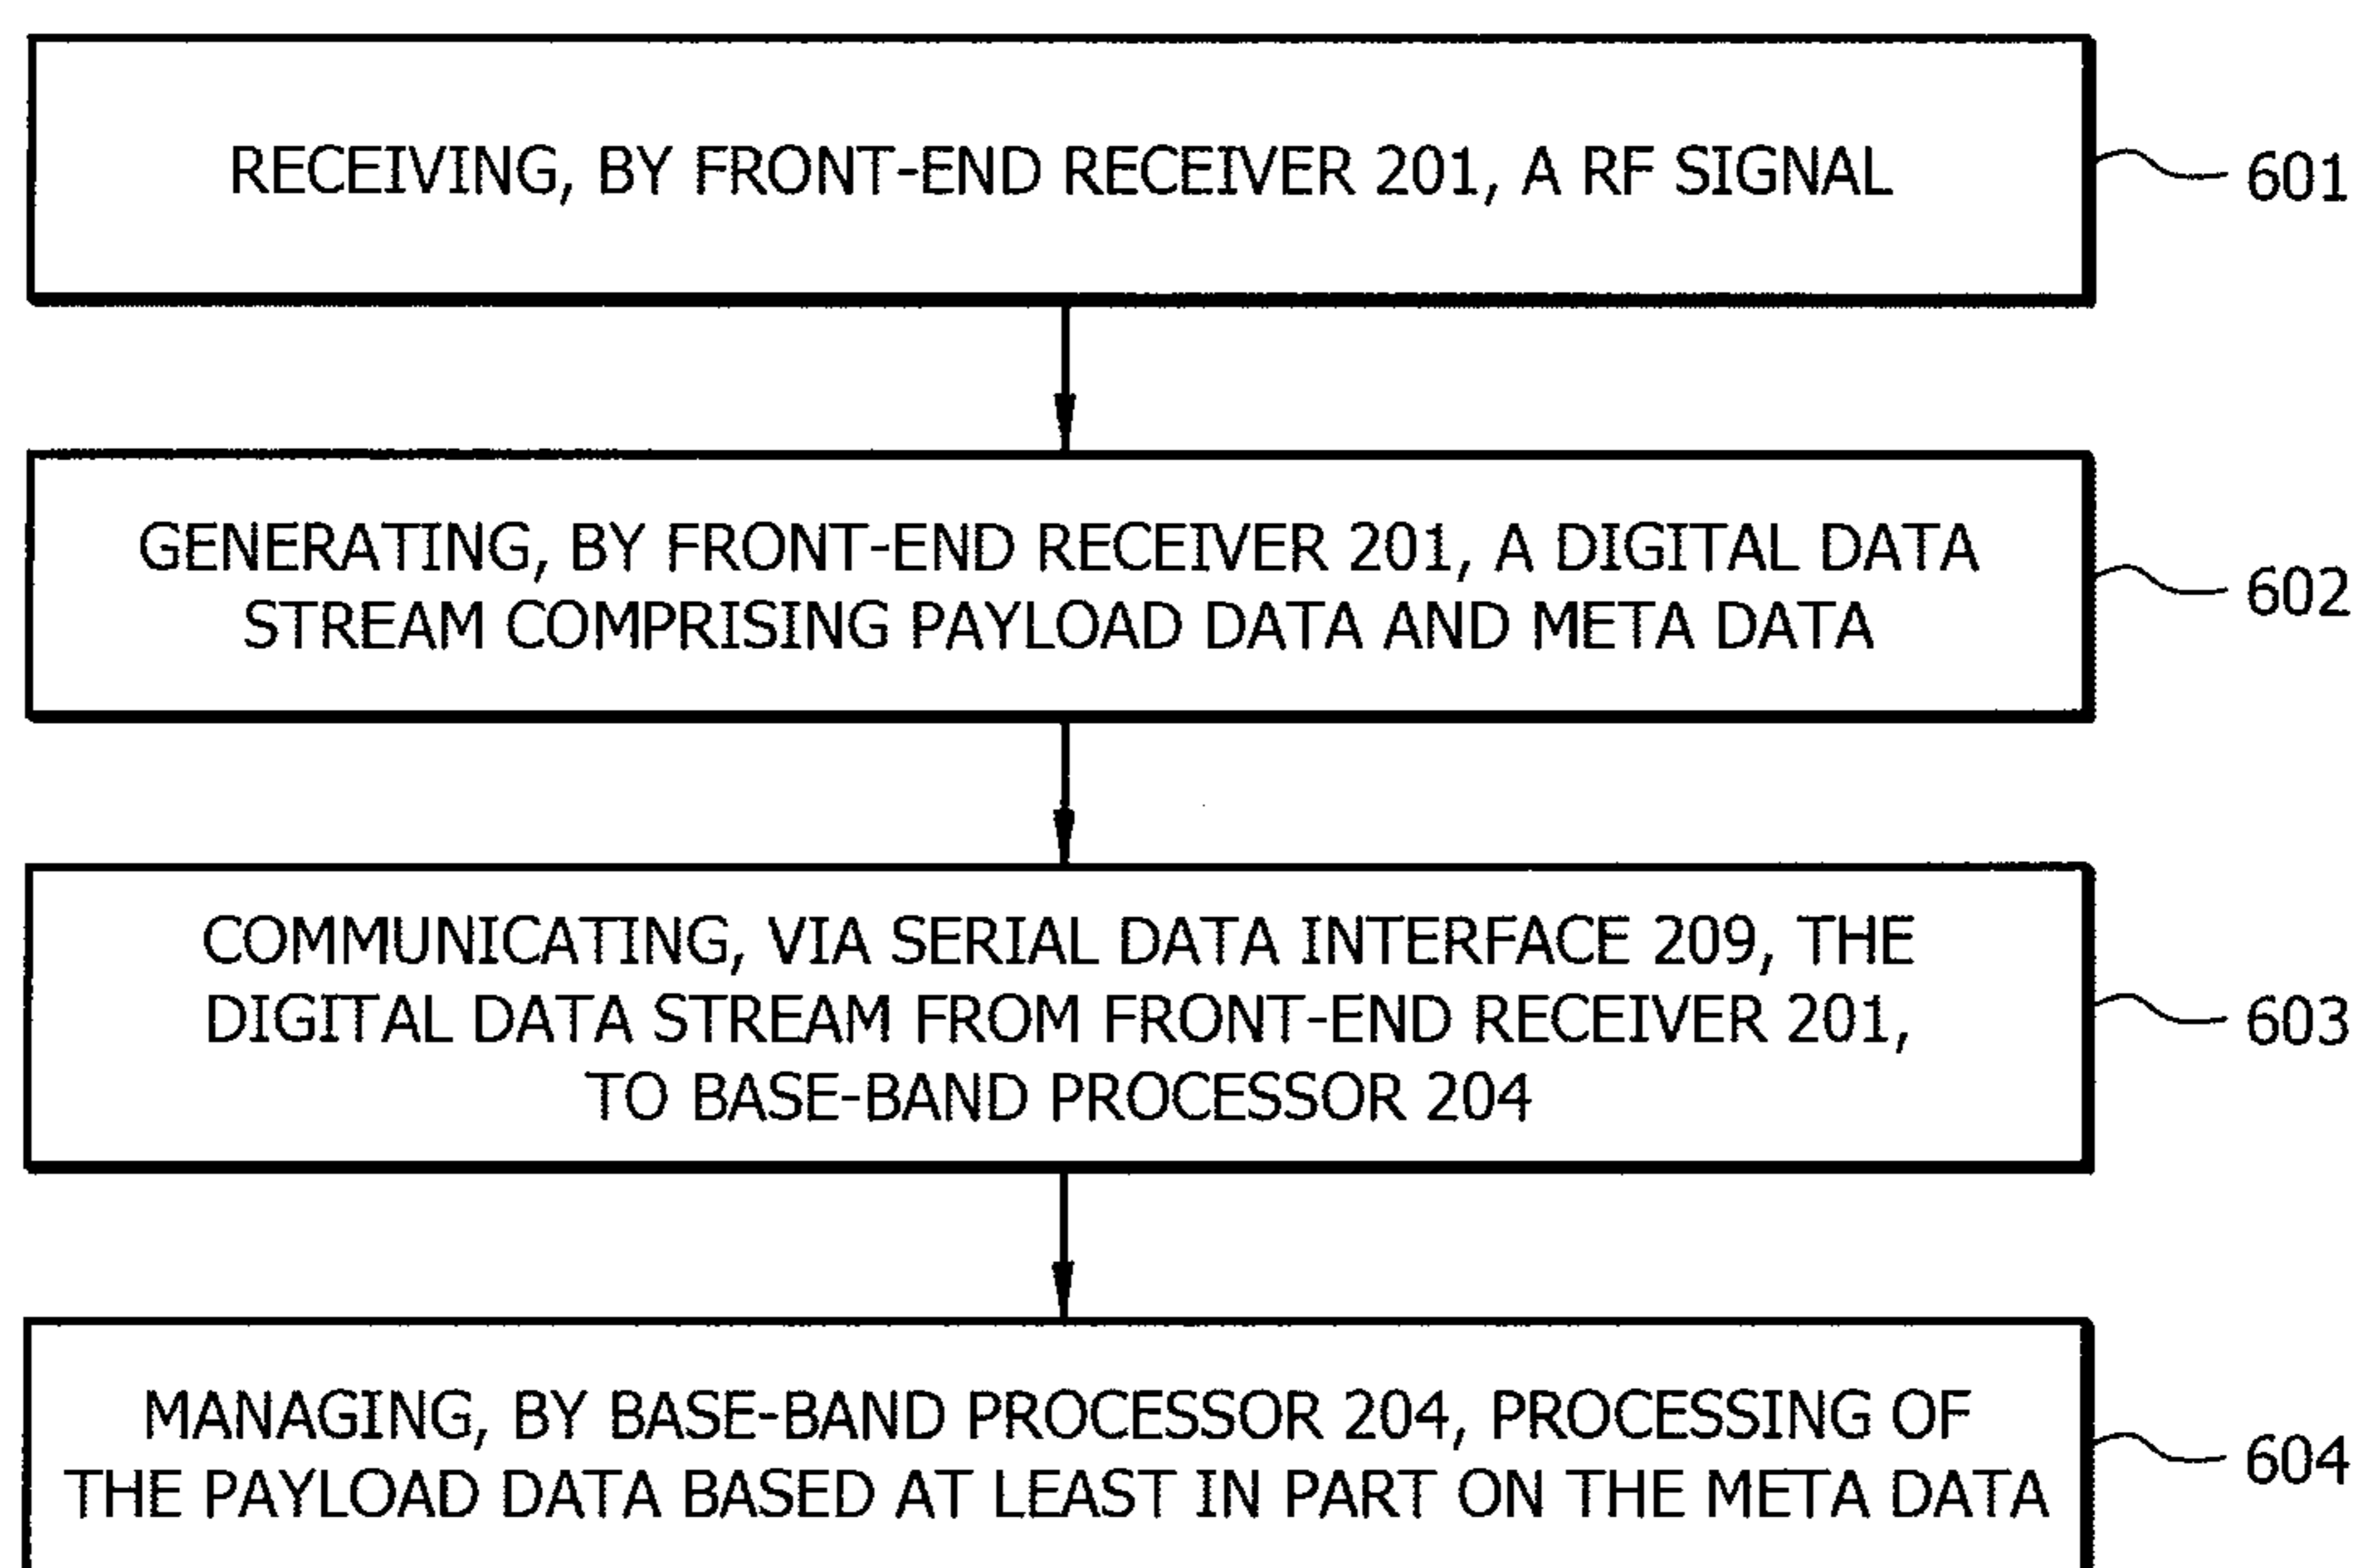 RECEIVING, BY FRONT-END RECEIVER 201, A RF SIGNAL
601
GENERATING, BY FRONT-END RECEIVER 201, A DIGITAL DATA
STREAM COMPRISING PAYLOAD DATA AND META DATA
602
COMMUNICATING, VIA SERIAL DATA INTERFACE 209, THE
DIGITAL DATA STREAM FROM FRONT-END RECEIVER 201,
TO BASE-BAND PROCESSOR 204
603
MANAGING, BY BASE-BAND PROCESSOR 204, PROCESSING OF
THE PAYLOAD DATA BASED AT LEAST IN PART ON THE META DATA
604